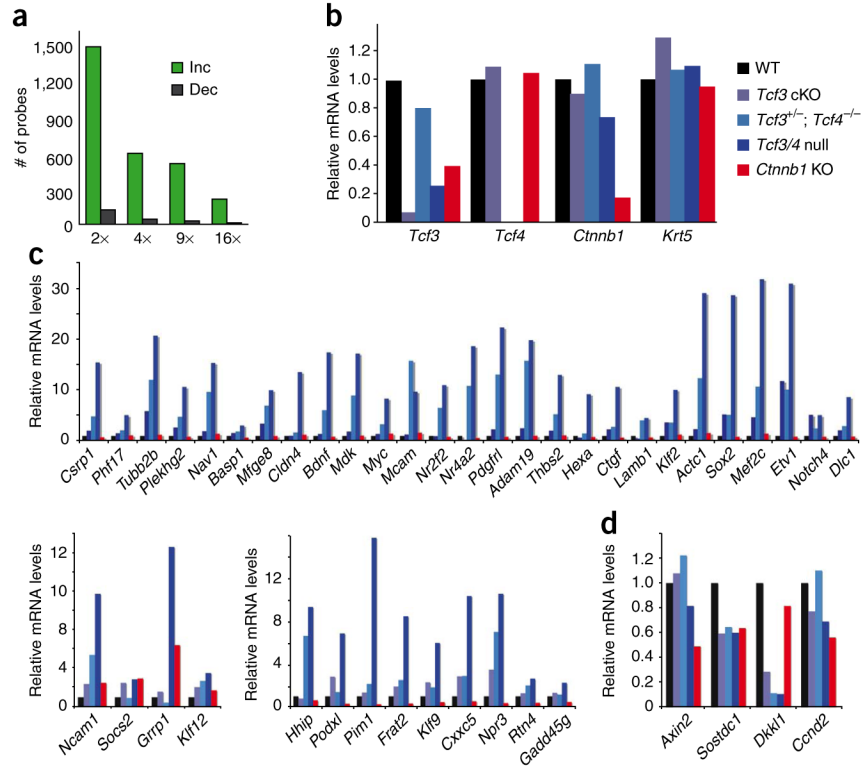 a
# of probes
1,500
1,200
900
600
300
0
Inc
Dec
2× 4× 9× 16×
b
Relative mRNA levels
1.2
1.0
0.8
0.6
0.4
0.2
0
Tcf3 Tcf4 Ctnnb1 Krt5
WT
Tcf3 cKO
Tcf3+/–; Tcf4–/–
Tcf3/4 null
Ctnnb1 KO
c
Relative mRNA levels
30
20
10
0
Csrp1 Phf17 Tubb2b Plekhg2 Nav1 Basp1 Mfge8 Cldn4 Bdnf Mdk Myc Mcam Nr2f2 Nr4a2 Pdgfrl Adam19 Thbs2 Hexa Ctgf Lamb1 Klf2 Actc1 Sox2 Mef2c Etv1 Notch4 Dlc1
Relative mRNA levels
12
8
4
2
0
Ncam1 Socs2 Grrp1 Klf12
Relative mRNA levels
12
8
4
0
Hhip Podxl Pim1 Frat2 Klf9 Cxxc5 Npr3 Rtn4 Gadd45g
d
Relative mRNA levels
1.2
1.0
0.8
0.6
0.4
0.2
0
Axin2 Sostdc1 Dkkl1 Ccnd2